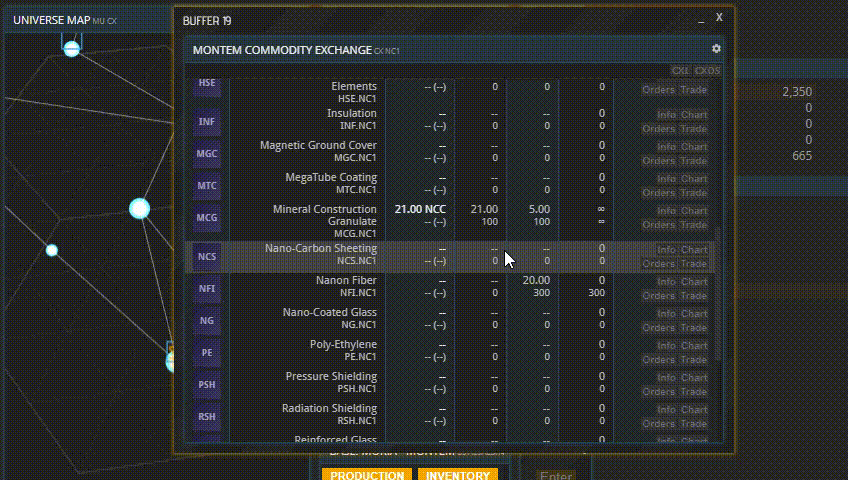 UNIVERSE MAP MU CX
BUFFER 19
_ X
MONTEM COMMODITY EXCHANGE CX NC1
CXL CXOS
HSE Elements -- (--) 0 0 0 Orders Trade
HSE.NC1
INF Insulation -- -- -- 0 Info Chart
INF.NC1 -- (--) 0 0 0 Orders Trade
MGC Magnetic Ground Cover -- -- -- 0 Info Chart
MGC.NC1 -- (--) 0 0 0 Orders Trade
MTC MegaTube Coating -- -- -- 0 Info Chart
MTC.NC1 -- (--) 0 0 0 Orders Trade
MCG Mineral Construction 21.00 NCC 21.00 5.00 ∞ Info Chart
Granulate -- (--) 100 100 ∞ Orders Trade
MCG.NC1
NCS Nano-Carbon Sheeting -- -- -- 0 Info Chart
NCS.NC1 -- (--) 0 0 0 Orders Trade
NFI Nanon Fiber -- -- 20.00 0 Info Chart
NFI.NC1 -- (--) 0 300 300 Orders Trade
NG Nano-Coated Glass -- -- -- 0 Info Chart
NG.NC1 -- (--) 0 0 0 Orders Trade
PE Poly-Ethylene -- -- -- 0 Info Chart
PE.NC1 -- (--) 0 0 0 Orders Trade
PSH Pressure Shielding -- -- -- 0 Info Chart
PSH.NC1 -- (--) 0 0 0 Orders Trade
RSH Radiation Shielding -- -- -- 0 Info Chart
RSH.NC1 -- (--) 0 0 0 Orders Trade
Reinforced Glass -- -- -- 0 Info Chart
2,350
0
0
0
665
PRODUCTION INVENTORY
Enter